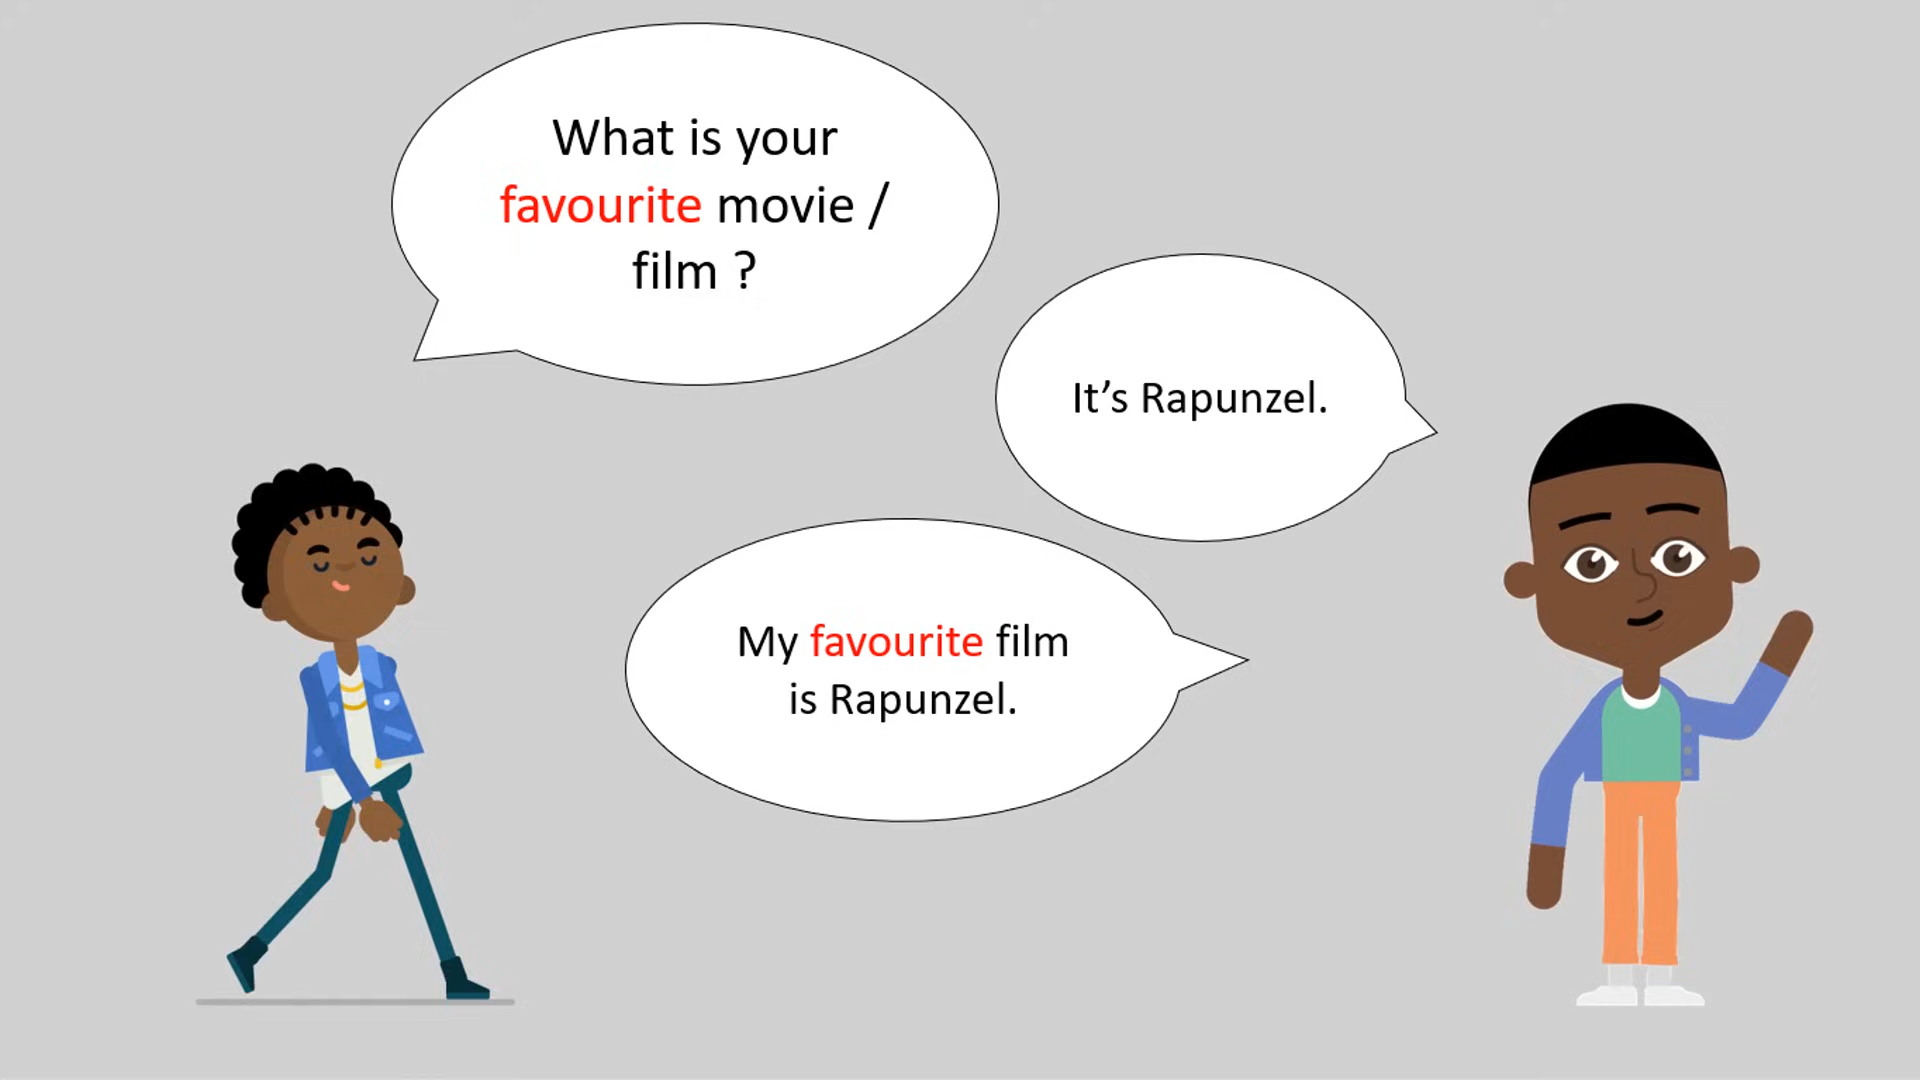 What is your
favourite movie /
film ?
It’s Rapunzel.
My favourite film
is Rapunzel.